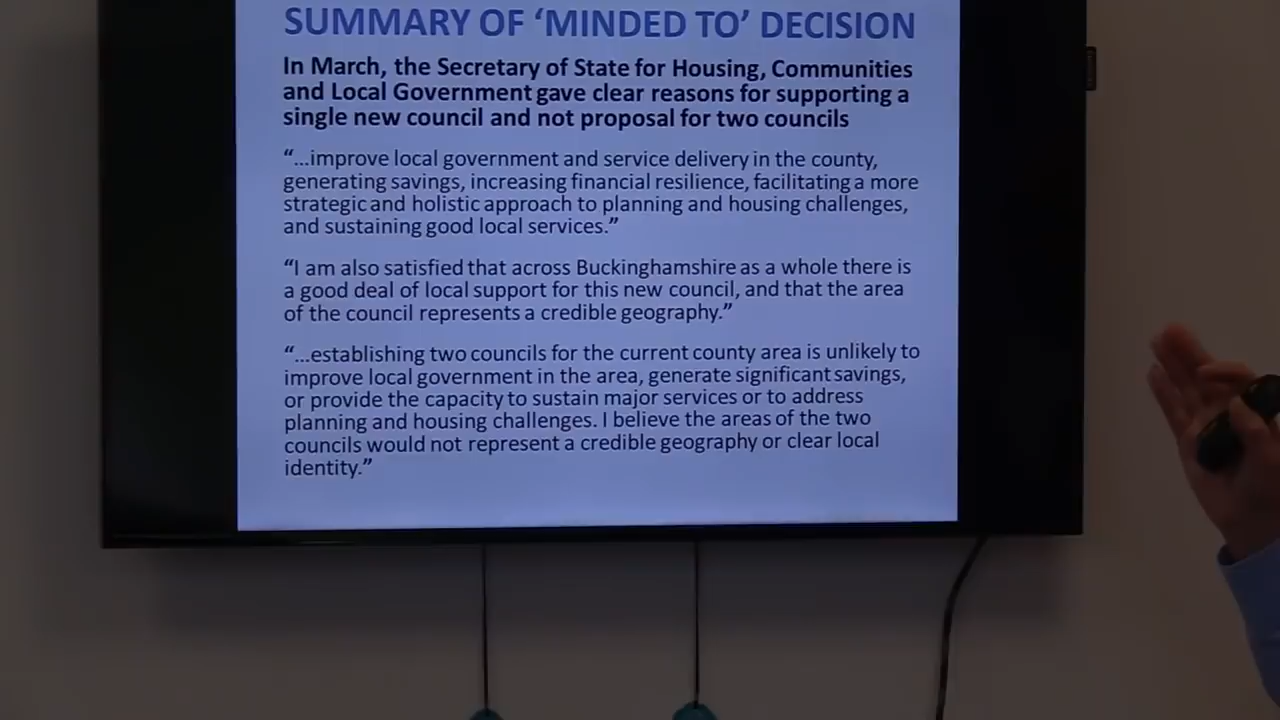 SUMMARY OF ‘MINDED TO’ DECISION
In March, the Secretary of State for Housing, Communities
and Local Government gave clear reasons for supporting a
single new council and not proposal for two councils
“…improve local government and service delivery in the county,
generating savings, increasing financial resilience, facilitating a more
strategic and holistic approach to planning and housing challenges,
and sustaining good local services.”
“I am also satisfied that across Buckinghamshire as a whole there is
a good deal of local support for this new council, and that the area
of the council represents a credible geography.”
“…establishing two councils for the current county area is unlikely to
improve local government in the area, generate significant savings,
or provide the capacity to sustain major services or to address
planning and housing challenges. I believe the areas of the two
councils would not represent a credible geography or clear local
identity.”